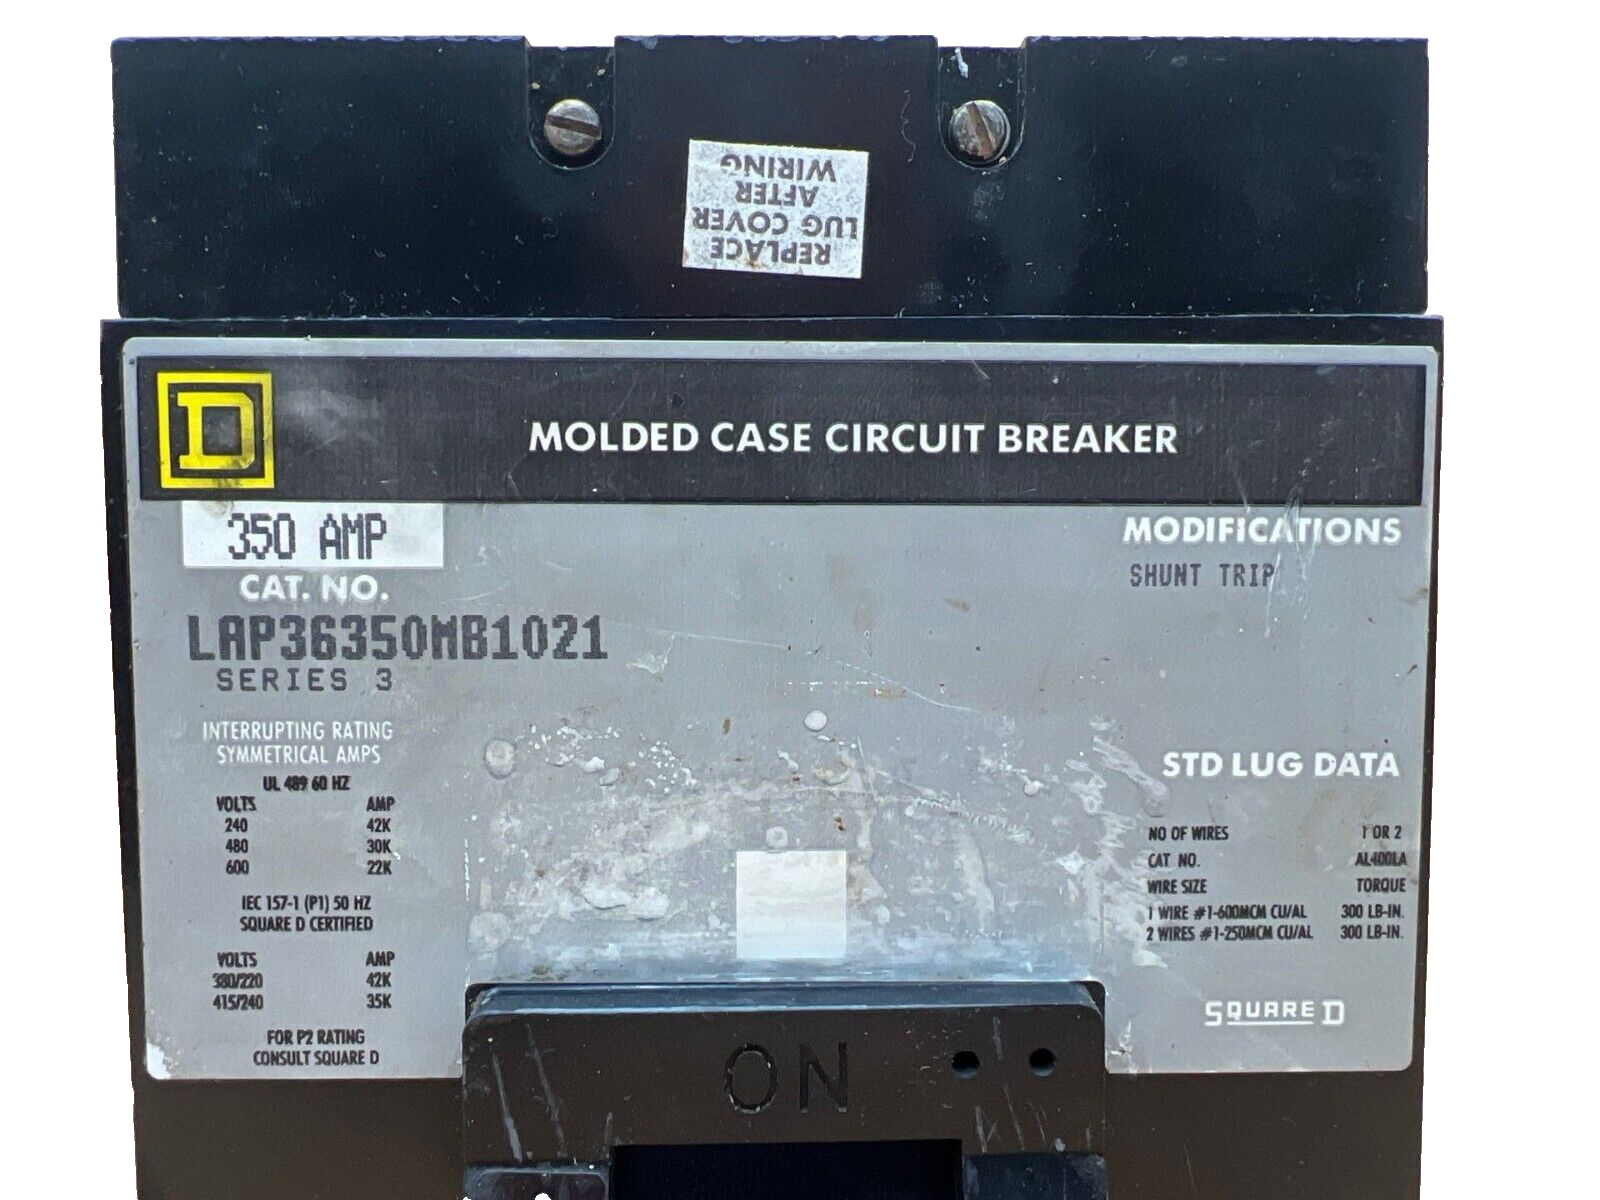 REPLACE
LUG COVER
AFTER
WIRING
D
MOLDED CASE CIRCUIT BREAKER
350 AMP
CAT. NO.
LAP36350MB1021
SERIES 3
INTERRUPTING RATING
SYMMETRICAL AMPS
UL 489 60 HZ
VOLTS AMP
240 42K
480 30K
600 22K
IEC 157-1 (P1) 50 HZ
SQUARE D CERTIFIED
VOLTS AMP
380/220 42K
415/240 35K
FOR P2 RATING
CONSULT SQUARE D
MODIFICATIONS
SHUNT TRIP
STD LUG DATA
NO OF WIRES 1 OR 2
CAT NO. AL400LA
WIRE SIZE TORQUE
1 WIRE #1-600MCM CU/AL 300 LB-IN.
2 WIRES #1-250MCM CU/AL 300 LB-IN.
SQUARE D
ON